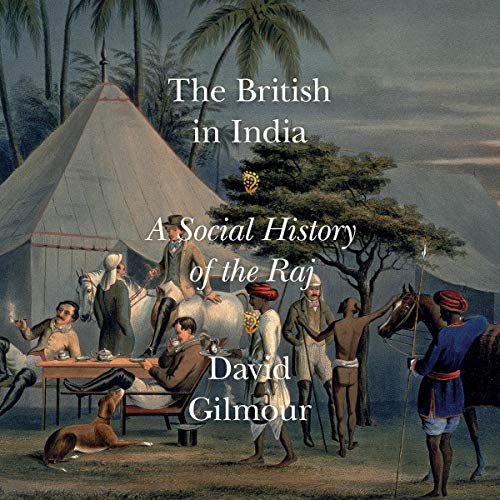 The British
in India
A Social History
of the Raj
David
Gilmour